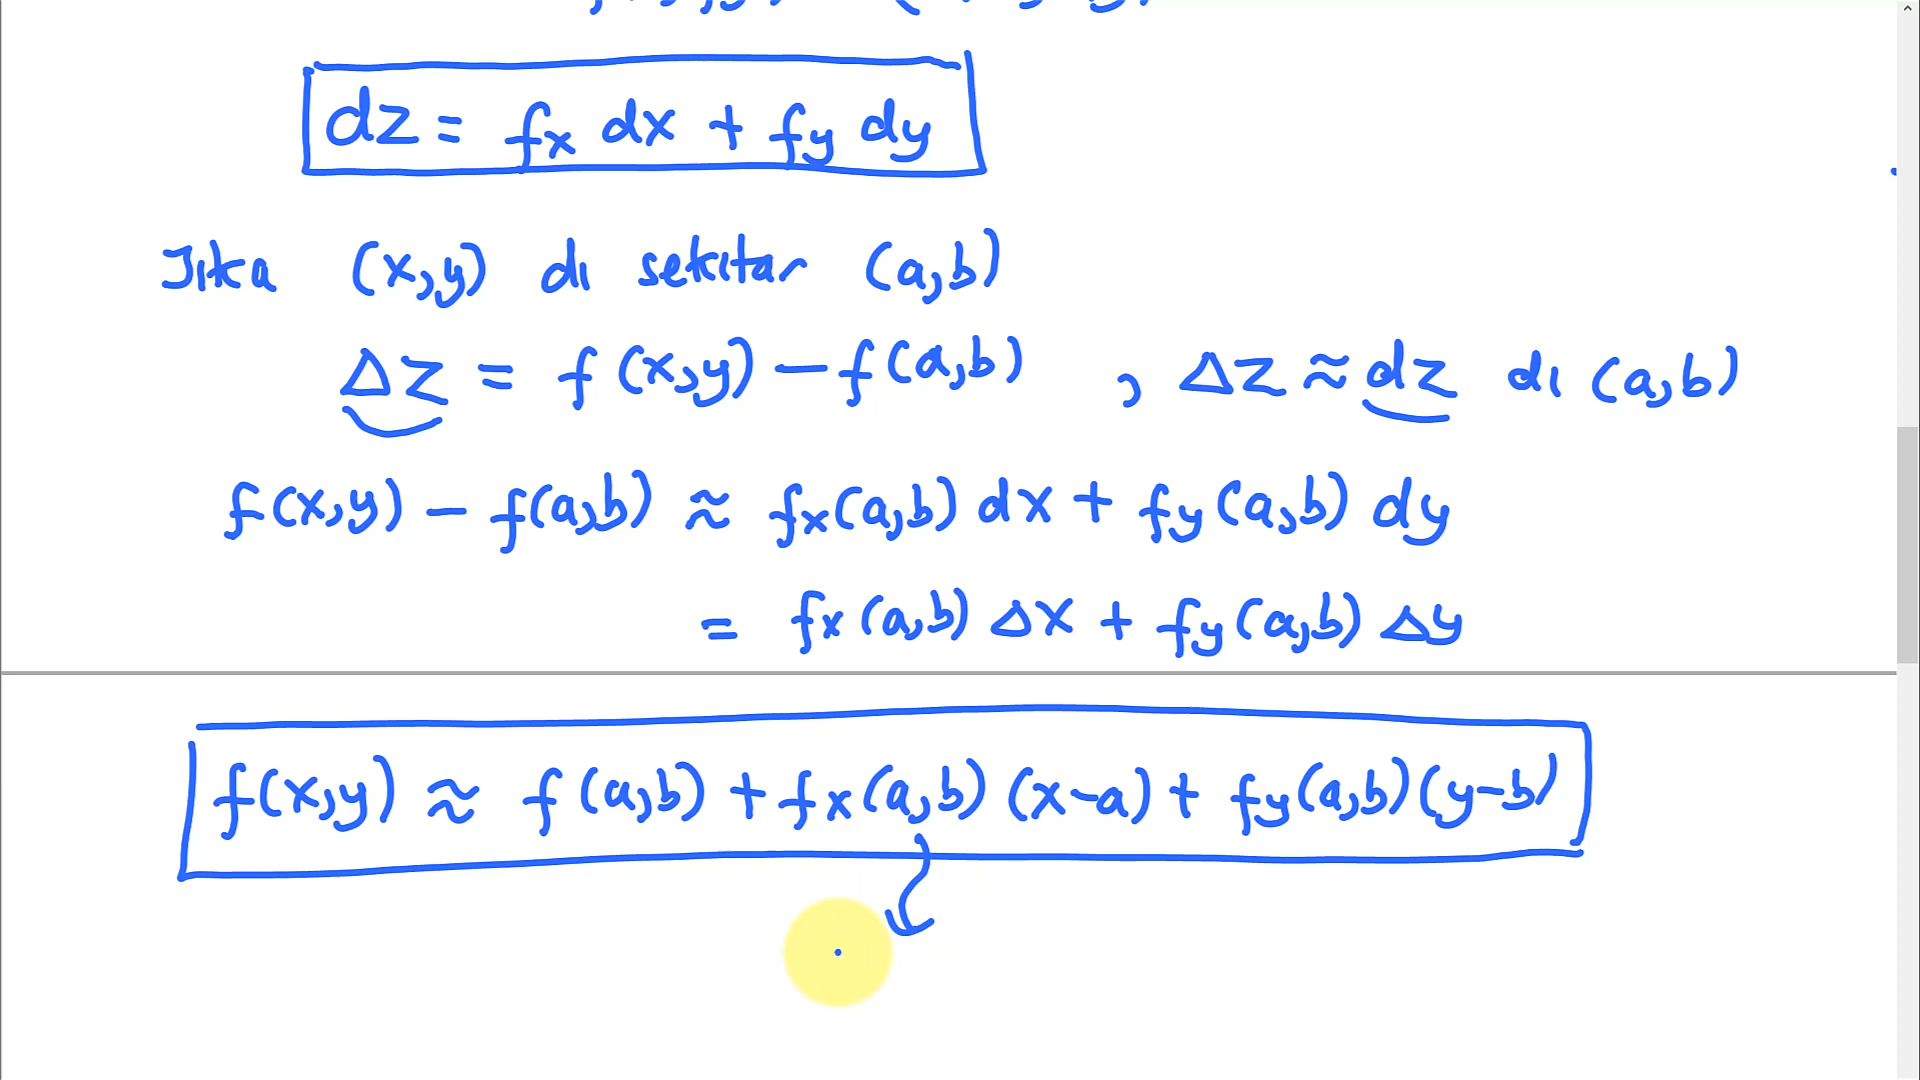 dz = fx dx + fy dy
Jika (x,y) di sekitar (a,b)
Δz = f(x,y) – f(a,b) , Δz ≈ dz di (a,b)
f(x,y) – f(a,b) ≈ fx(a,b) dx + fy(a,b) dy
= fx(a,b) Δx + fy(a,b) Δy
f(x,y) ≈ f(a,b) + fx(a,b)(x-a) + fy(a,b)(y-b)